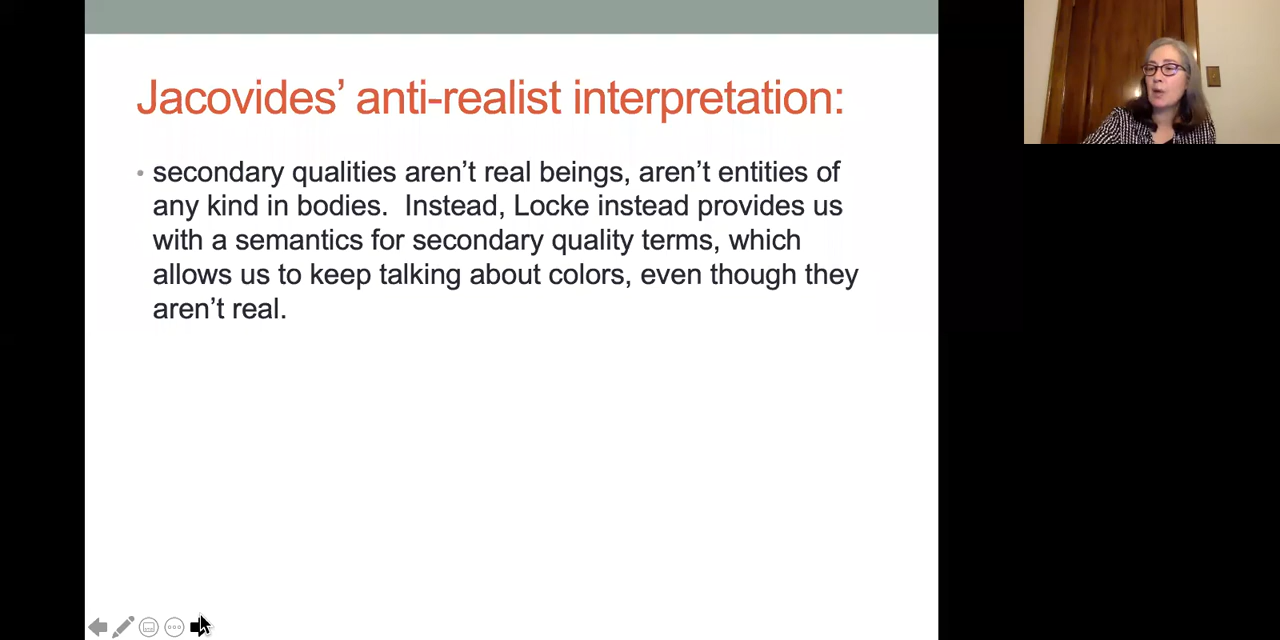 Jacovides’ anti-realist interpretation:
• secondary qualities aren’t real beings, aren’t entities of
any kind in bodies.  Instead, Locke instead provides us
with a semantics for secondary quality terms, which
allows us to keep talking about colors, even though they
aren’t real.